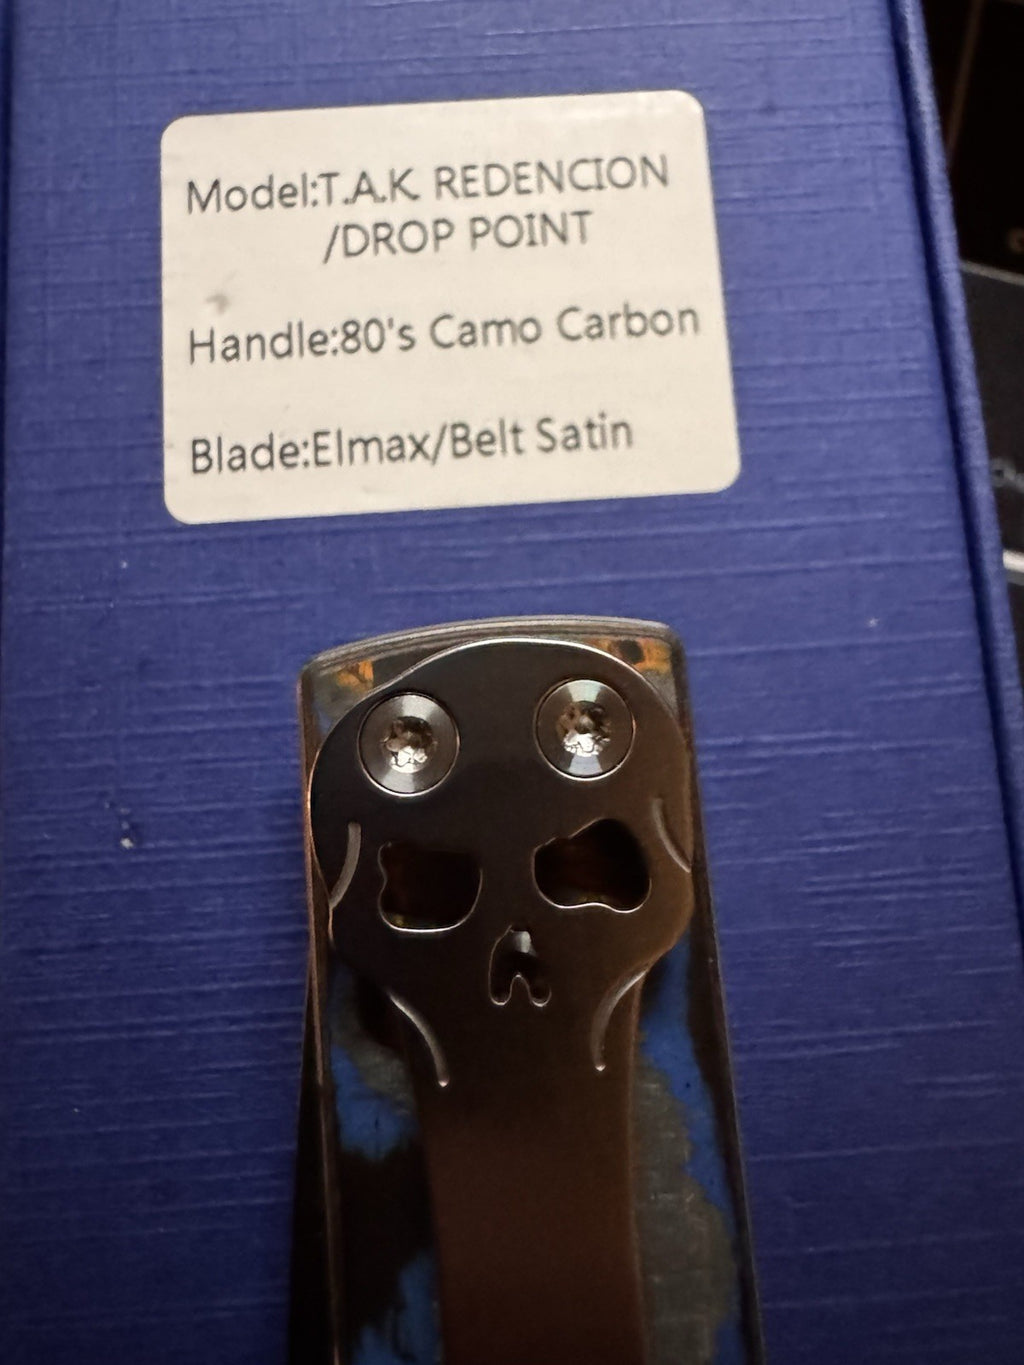 Model:T.A.K. REDENCION
/DROP POINT
Handle:80's Camo Carbon
Blade:Elmax/Belt Satin